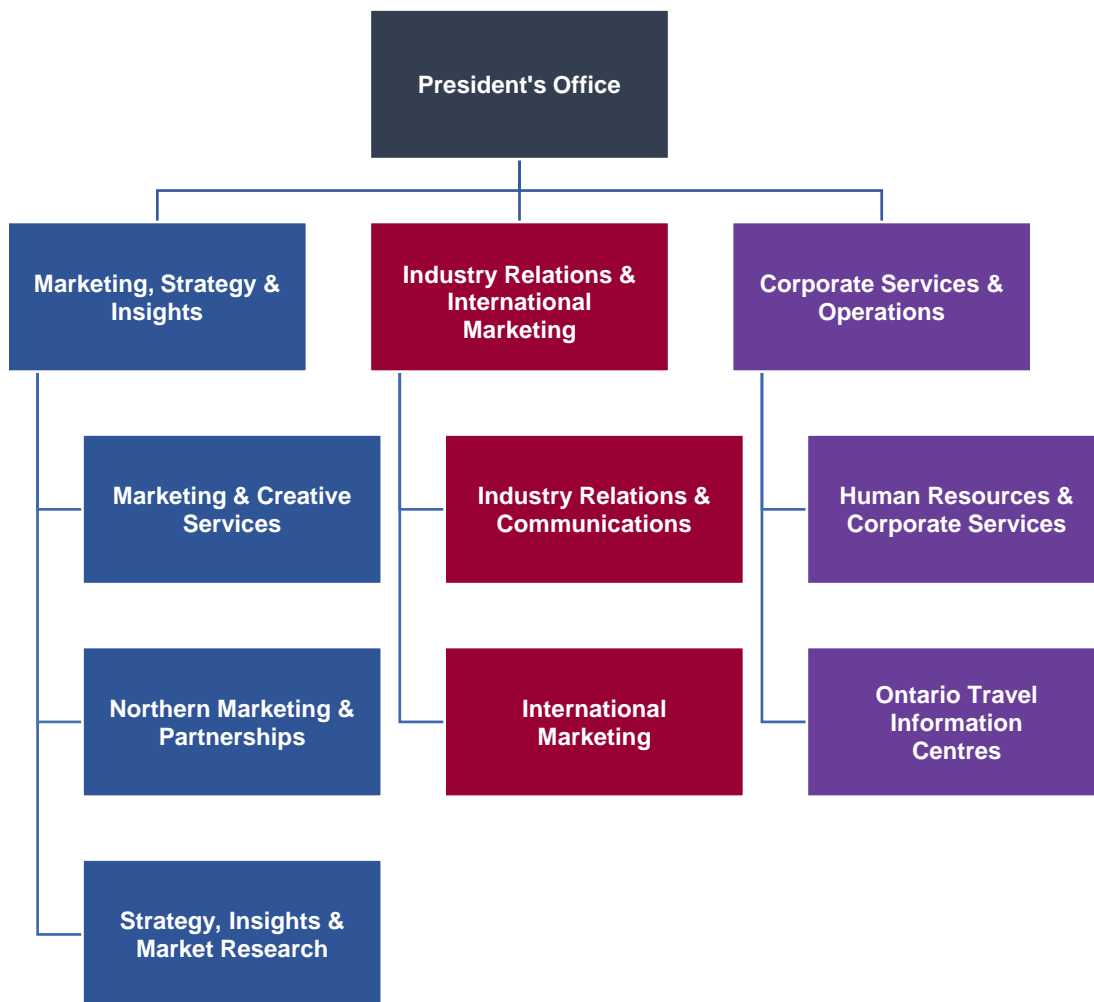 President's Office
Marketing, Strategy &
Insights
Industry Relations &
International
Marketing
Corporate Services &
Operations
Marketing & Creative
Services
Industry Relations &
Communications
Human Resources &
Corporate Services
Northern Marketing &
Partnerships
International
Marketing
Ontario Travel
Information
Centres
Strategy, Insights &
Market Research